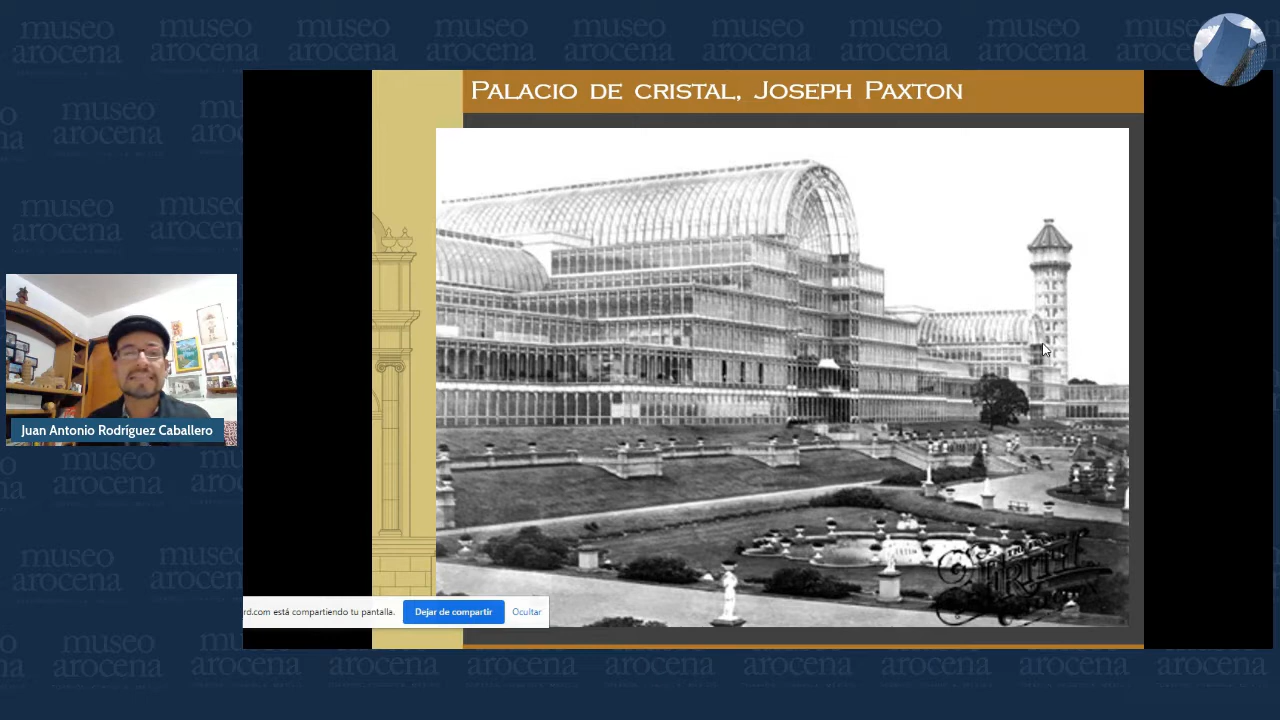 museo
arocena
PALACIO DE CRISTAL, JOSEPH PAXTON
Juan Antonio Rodríguez Caballero
rd.com está compartiendo tu pantalla.
Dejar de compartir
Ocultar